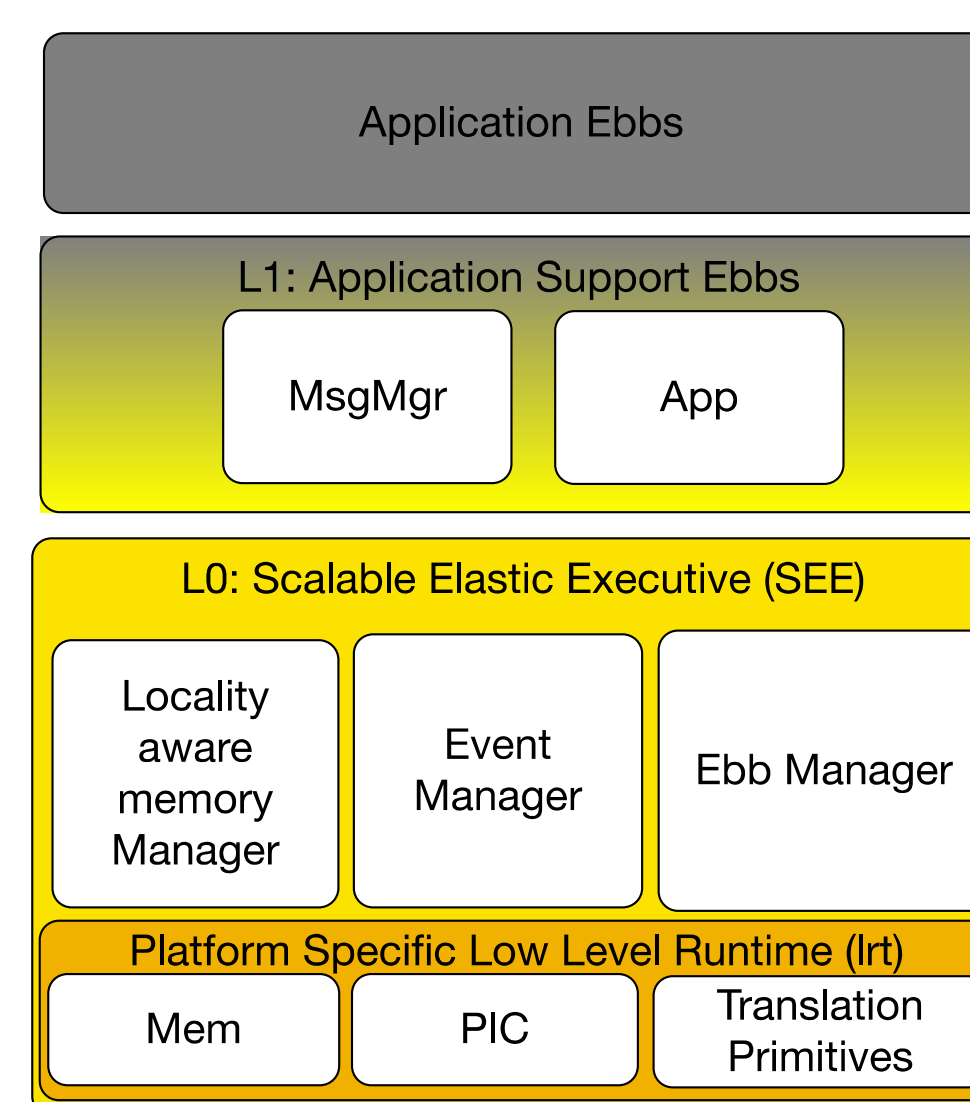 Application Ebbs
L1: Application Support Ebbs
MsgMgr
App
L0: Scalable Elastic Executive (SEE)
Locality
aware
memory
Manager
Event
Manager
Ebb Manager
Platform Specific Low Level Runtime (lrt)
Mem
PIC
Translation
Primitives